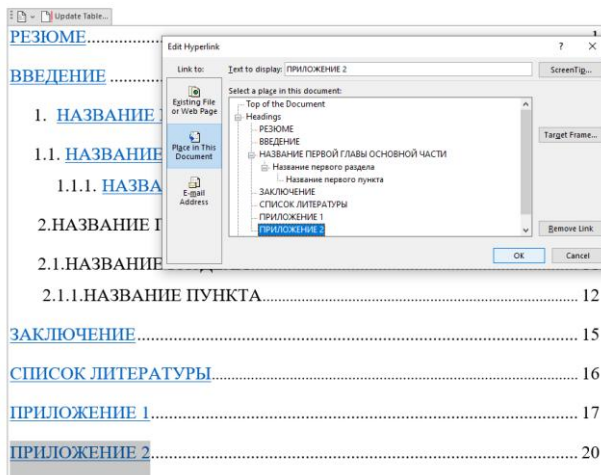 Update Table...
РЕЗЮМЕ
Edit Hyperlink
? ×
Link to:
Text to display: ПРИЛОЖЕНИЕ 2
ScreenTip...
Existing File
or Web Page
Place in This
Document
E-mail
Address
Select a place in this document:
Top of the Document
Headings
РЕЗЮМЕ
ВВЕДЕНИЕ
НАЗВАНИЕ ПЕРВОЙ ГЛАВЫ ОСНОВНОЙ ЧАСТИ
Название первого раздела
Название первого пункта
ЗАКЛЮЧЕНИЕ
СПИСОК ЛИТЕРАТУРЫ
ПРИЛОЖЕНИЕ 1
ПРИЛОЖЕНИЕ 2
Target Frame...
Remove Link
OK
Cancel
ВВЕДЕНИЕ
1. НАЗВАНИЕ
1.1. НАЗВАНИЕ
1.1.1. НАЗВА
2.НАЗВАНИЕ
2.1.НАЗВАНИЕ
2.1.1.НАЗВАНИЕ ПУНКТА 12
ЗАКЛЮЧЕНИЕ 15
СПИСОК ЛИТЕРАТУРЫ 16
ПРИЛОЖЕНИЕ 1 17
ПРИЛОЖЕНИЕ 2 20